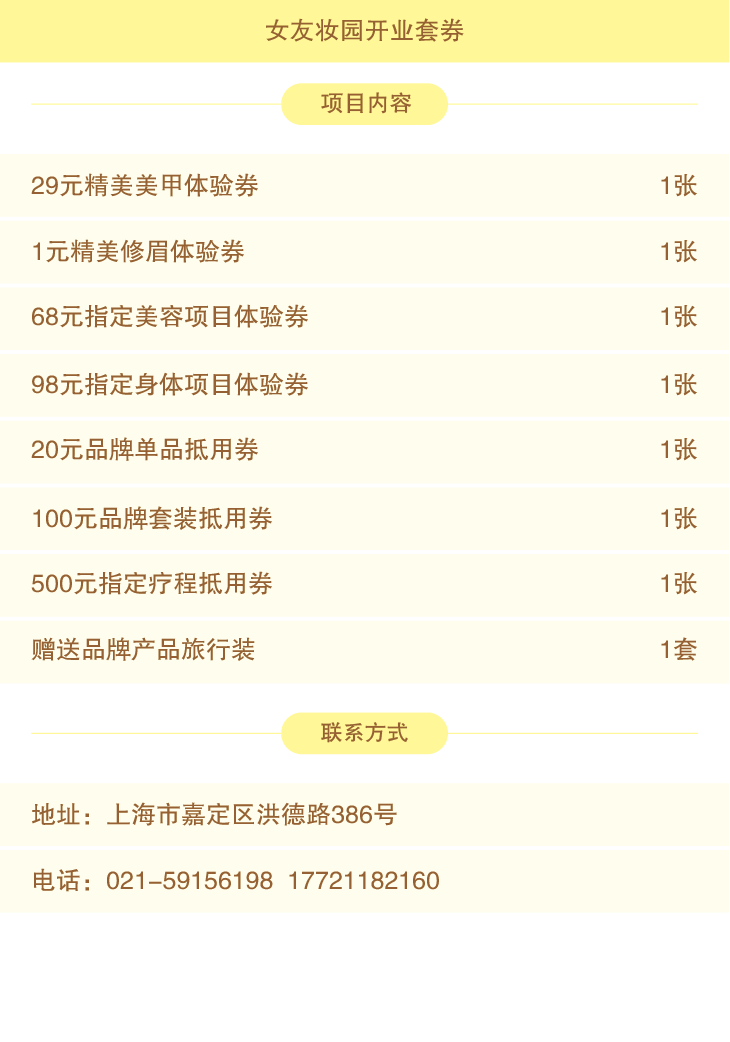 女友妆园开业套券
项目内容
29元精美美甲体验券 1张
1元精美修眉体验券 1张
68元指定美容项目体验券 1张
98元指定身体项目体验券 1张
20元品牌单品抵用券 1张
100元品牌套装抵用券 1张
500元指定疗程抵用券 1张
赠送品牌产品旅行装 1套
联系方式
地址：上海市嘉定区洪德路386号
电话：021-59156198 17721182160